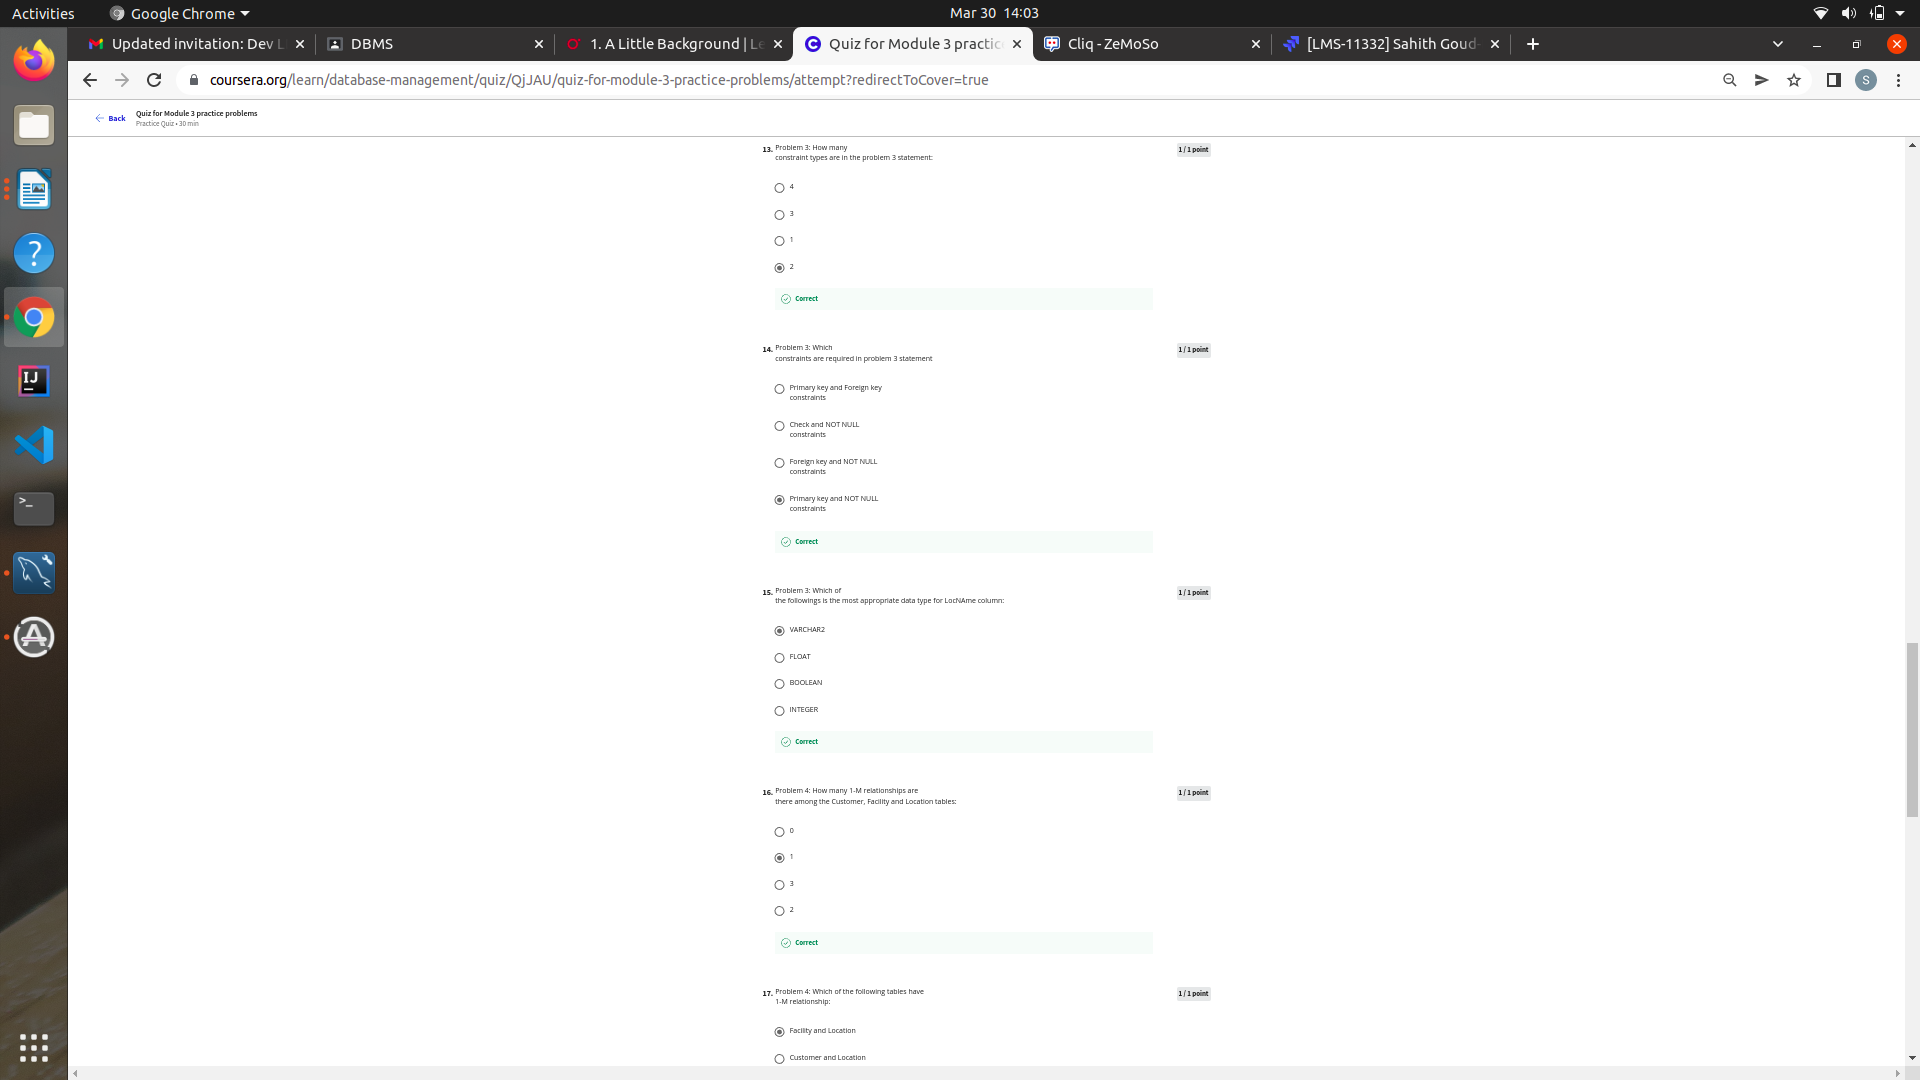 Activities
Google Chrome
Mar 30 14:03
Updated invitation: Dev L
DBMS
1. A Little Background | Le
Quiz for Module 3 practic
Cliq - ZeMoSo
[LMS-11332] Sahith Goud
coursera.org/learn/database-management/quiz/QjJAU/quiz-for-module-3-practice-problems/attempt?redirectToCover=true
S
Back
Quiz for Module 3 practice problems
Practice Quiz • 30 min
13. Problem 3: How many
constraint types are in the problem 3 statement:
1 / 1 point
4
3
1
2
Correct
14. Problem 3: Which
constraints are required in problem 3 statement
1 / 1 point
Primary key and Foreign key
constraints
Check and NOT NULL
constraints
Foreign key and NOT NULL
constraints
Primary key and NOT NULL
constraints
Correct
15. Problem 3: Which of
the followings is the most appropriate data type for LocNAme column:
1 / 1 point
VARCHAR2
FLOAT
BOOLEAN
INTEGER
Correct
16. Problem 4: How many 1-M relationships are
there among the Customer, Facility and Location tables:
1 / 1 point
0
1
3
2
Correct
17. Problem 4: Which of the following tables have
1-M relationship:
1 / 1 point
Facility and Location
Customer and Location
IJ